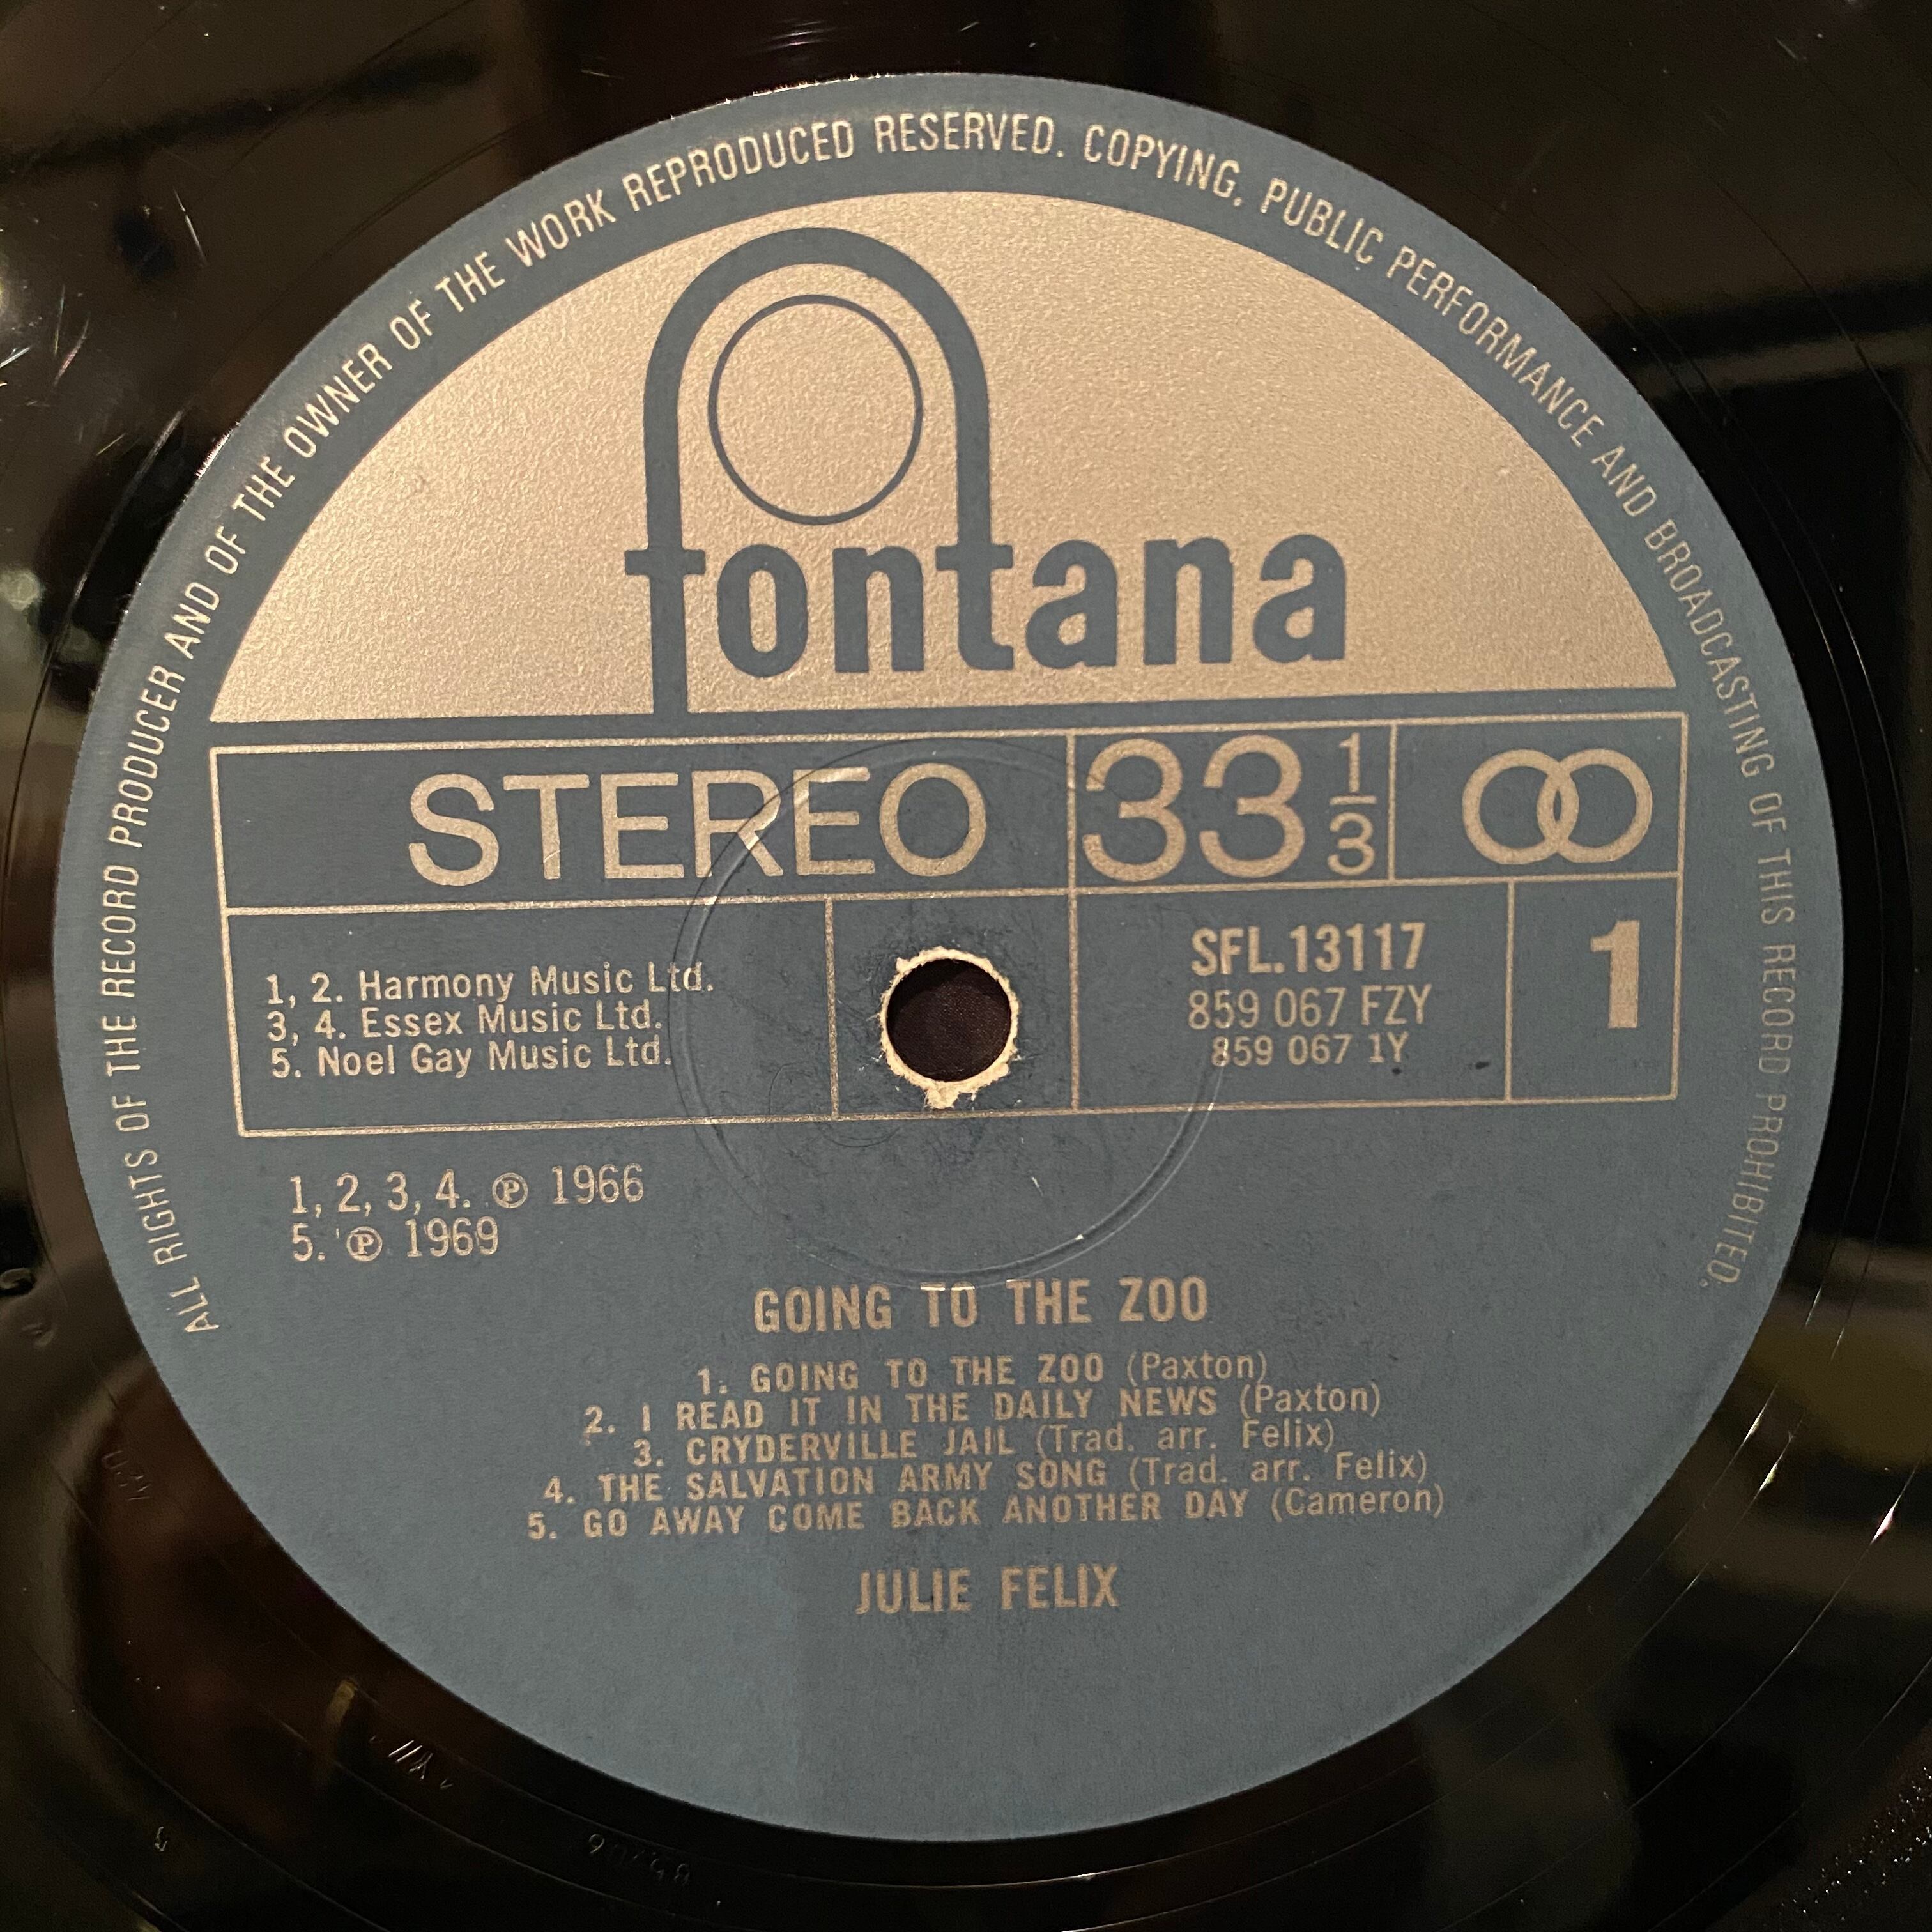 ALL RIGHTS OF THE RECORD PRODUCER AND OF THE OWNER OF THE WORK REPRODUCED RESERVED. COPYING, PUBLIC PERFORMANCE AND BROADCASTING OF THIS RECORD PROHIBITED.
fontana
STEREO 33 1/3
1, 2. Harmony Music Ltd.
3, 4. Essex Music Ltd.
5. Noel Gay Music Ltd.
SFL.13117
859 067 FZY
859 067 1Y
1
1, 2, 3, 4. ℗ 1966
5. ℗ 1969
GOING TO THE ZOO
1. GOING TO THE ZOO (Paxton)
2. I READ IT IN THE DAILY NEWS (Paxton)
3. CRYDERVILLE JAIL (Trad. arr. Felix)
4. THE SALVATION ARMY SONG (Trad. arr. Felix)
5. GO AWAY COME BACK ANOTHER DAY (Cameron)
JULIE FELIX